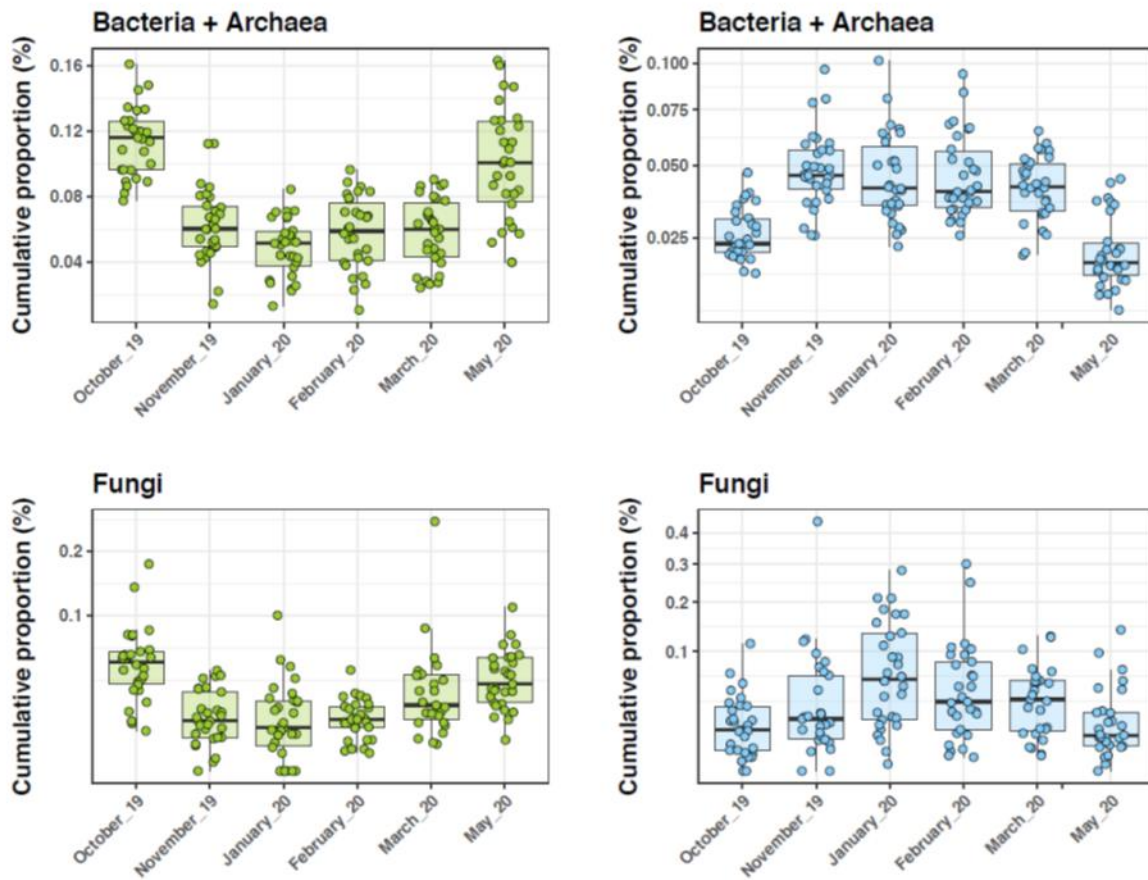 Bacteria + Archaea
Cumulative proportion (%)
0.16
0.12
0.08
0.04
October_19
November_19
January_20
February_20
March_20
May_20
Bacteria + Archaea
Cumulative proportion (%)
0.100
0.075
0.050
0.025
October_19
November_19
January_20
February_20
March_20
May_20
Fungi
Cumulative proportion (%)
0.2
0.1
October_19
November_19
January_20
February_20
March_20
May_20
Fungi
Cumulative proportion (%)
0.4
0.3
0.2
0.1
October_19
November_19
January_20
February_20
March_20
May_20